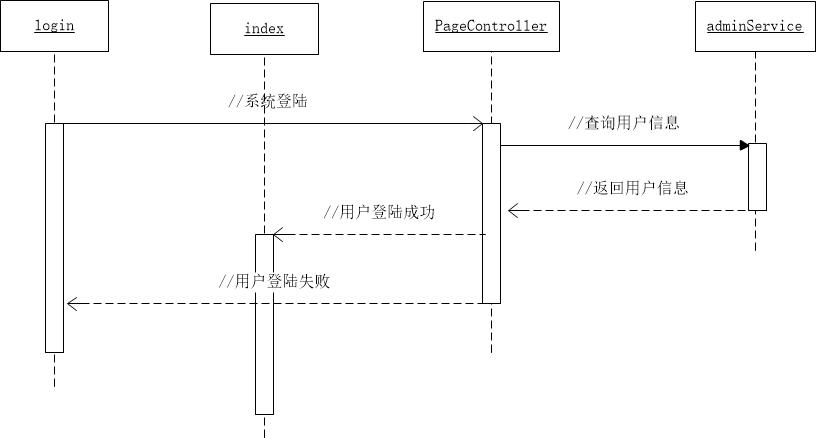 login
index
PageController
adminService
//系统登陆
//查询用户信息
//返回用户信息
//用户登陆成功
//用户登陆失败